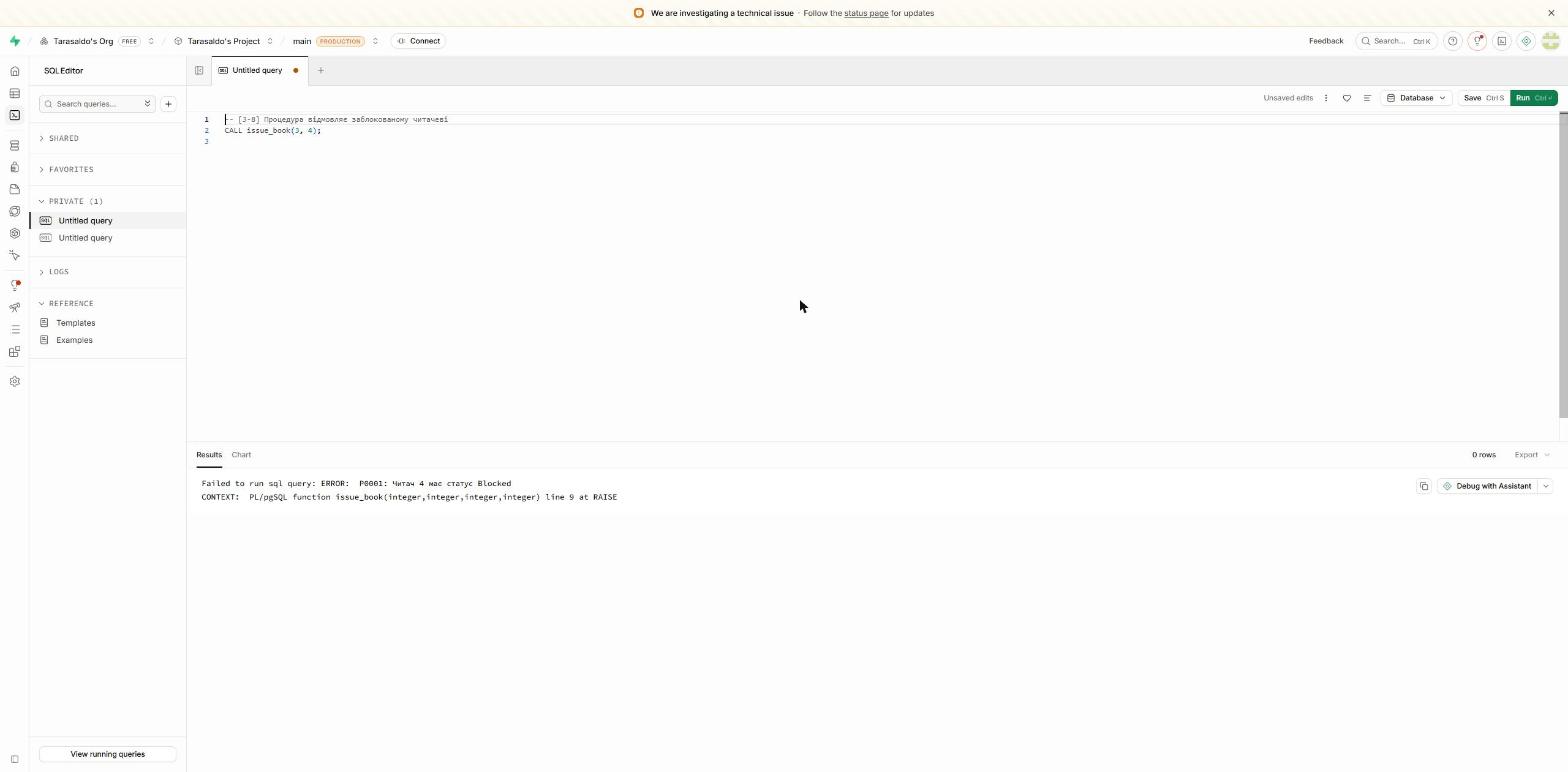 We are investigating a technical issue · Follow the status page for updates
Tarasaldo's Org FREE / Tarasaldo's Project / main PRODUCTION Connect
Feedback Search... Ctrl K
SQL Editor
Untitled query
Search queries...
Unsaved edits Database Save Ctrl S Run Ctrl ↵
1 -- [3-8] Процедура відмовляє заблокованому читачеві
2 CALL issue_book(3, 4);
3
SHARED
FAVORITES
PRIVATE (1)
Untitled query
Untitled query
LOGS
REFERENCE
Templates
Examples
Results Chart 0 rows Export
Failed to run sql query: ERROR: P0001: Читач 4 має статус Blocked
CONTEXT: PL/pgSQL function issue_book(integer,integer,integer,integer) line 9 at RAISE
Debug with Assistant
View running queries